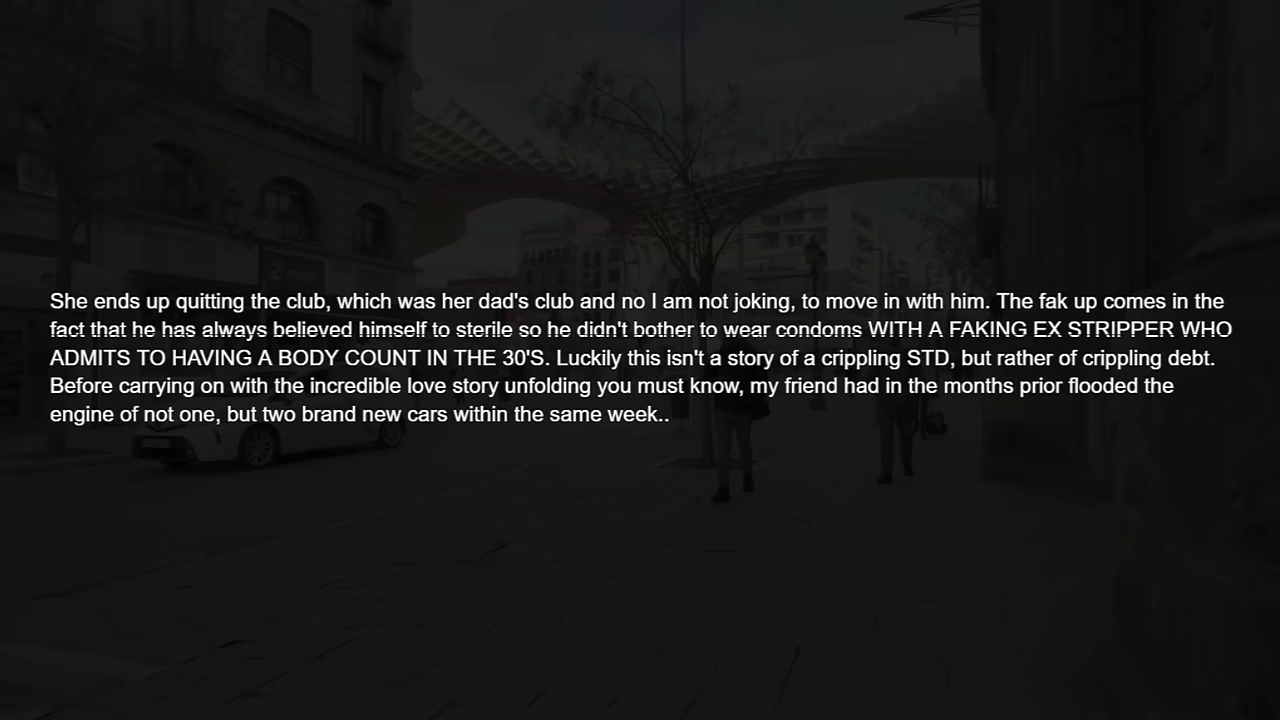 She ends up quitting the club, which was her dad's club and no I am not joking, to move in with him. The fak up comes in the
fact that he has always believed himself to sterile so he didn't bother to wear condoms WITH A FAKING EX STRIPPER WHO
ADMITS TO HAVING A BODY COUNT IN THE 30'S. Luckily this isn't a story of a crippling STD, but rather of crippling debt.
Before carrying on with the incredible love story unfolding you must know, my friend had in the months prior flooded the
engine of not one, but two brand new cars within the same week..